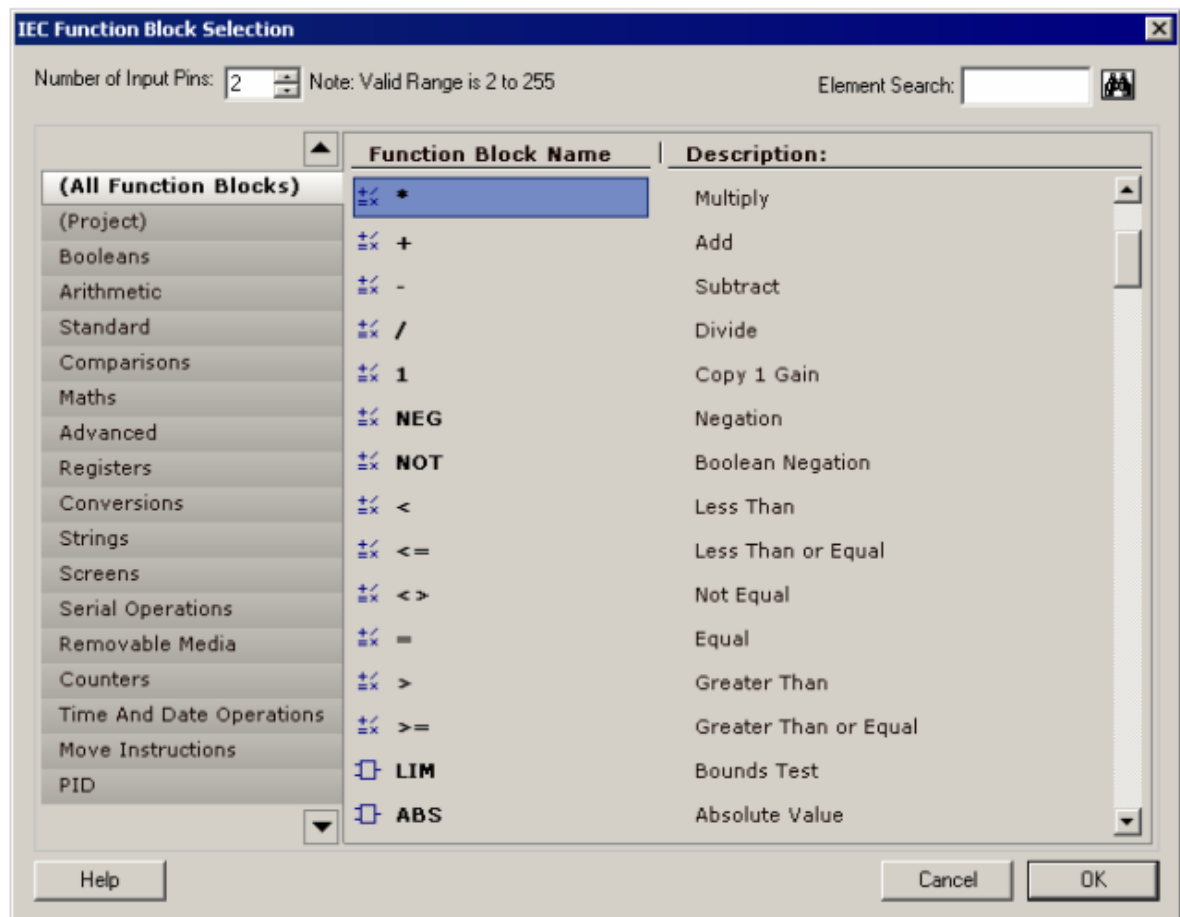 IEC Function Block Selection
Number of Input Pins: 2 Note: Valid Range is 2 to 255 Element Search:
(All Function Blocks)
(Project)
Booleans
Arithmetic
Standard
Comparisons
Maths
Advanced
Registers
Conversions
Strings
Screens
Serial Operations
Removable Media
Counters
Time And Date Operations
Move Instructions
PID
Function Block Name | Description:
* Multiply
+ Add
- Subtract
/ Divide
1 Copy 1 Gain
NEG Negation
NOT Boolean Negation
< Less Than
<= Less Than or Equal
<> Not Equal
= Equal
> Greater Than
>= Greater Than or Equal
LIM Bounds Test
ABS Absolute Value
Help Cancel OK